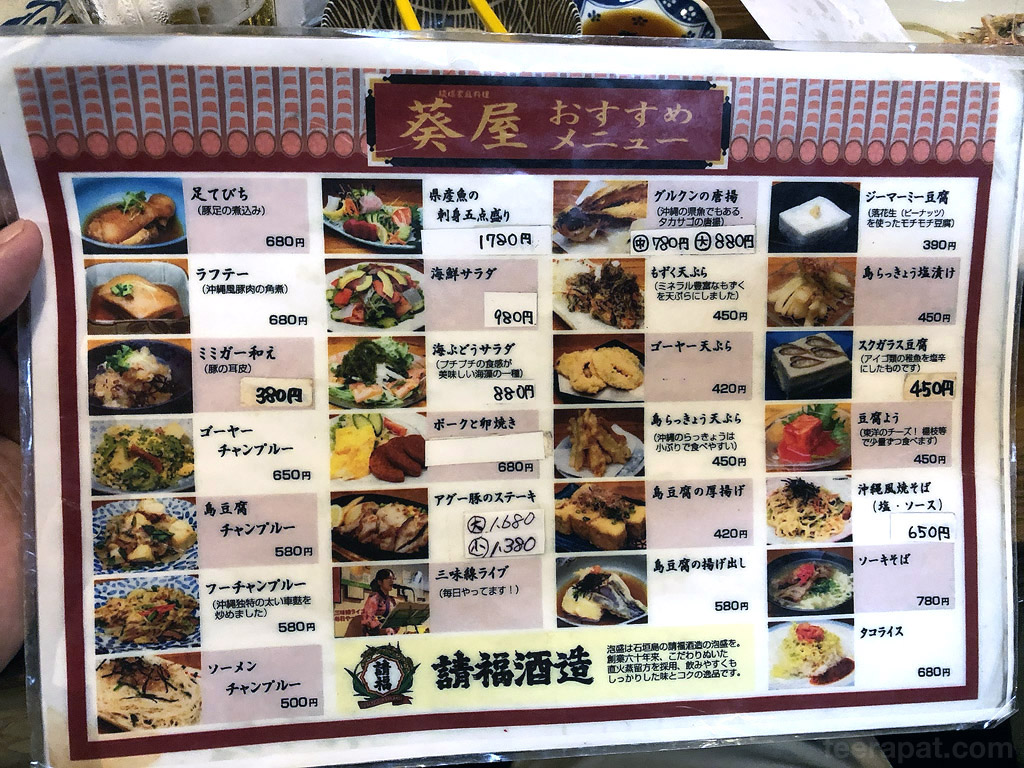 琉球家庭料理
葵屋 おすすめ
メニュー
足てびち
(豚足の煮込み)
680円
ラフテー
(沖縄風豚肉の角煮)
680円
ミミガー和え
(豚の耳皮)
380円
ゴーヤー
チャンプルー
650円
島豆腐
チャンプルー
580円
フーチャンプルー
(沖縄独特の太い車麩を
炒めました)
580円
ソーメン
チャンプルー
500円
県産魚の
刺身五点盛り
1780円
海鮮サラダ
980円
海ぶどうサラダ
(プチプチの食感が
美味しい海藻の一種)
880円
ポークと卵焼き
680円
アグー豚のステーキ
大 1,680
小 1,380
三味線ライブ
(毎日やってます!)
グルクンの唐揚
(沖縄の県魚でもある
タカサゴの唐揚)
中 780円 大 880円
もずく天ぷら
(ミネラル豊富なもずく
を天ぷらにしました)
450円
ゴーヤー天ぷら
420円
島らっきょう天ぷら
(沖縄のらっきょうは
小ぶりで食べやすい)
450円
島豆腐の厚揚げ
420円
島豆腐の揚げ出し
580円
ジーマーミー豆腐
(落花生(ピーナッツ)
を使ったモチモチ豆腐)
390円
島らっきょう塩漬け
450円
スクガラス豆腐
(アイゴ類の稚魚を塩辛
にしたものです)
450円
豆腐よう
(東洋のチーズ!楊枝等
で少量ずつ食べます)
450円
沖縄風焼そば
(塩・ソース)
650円
ソーキそば
780円
タコライス
680円
請福
請福酒造
泡盛は石垣島の請福酒造の泡盛を。
創業六十年来、こだわりぬいた
直火蒸留方を採用、飲みやすくも
しっかりした味とコクの逸品です。
feerapat.com